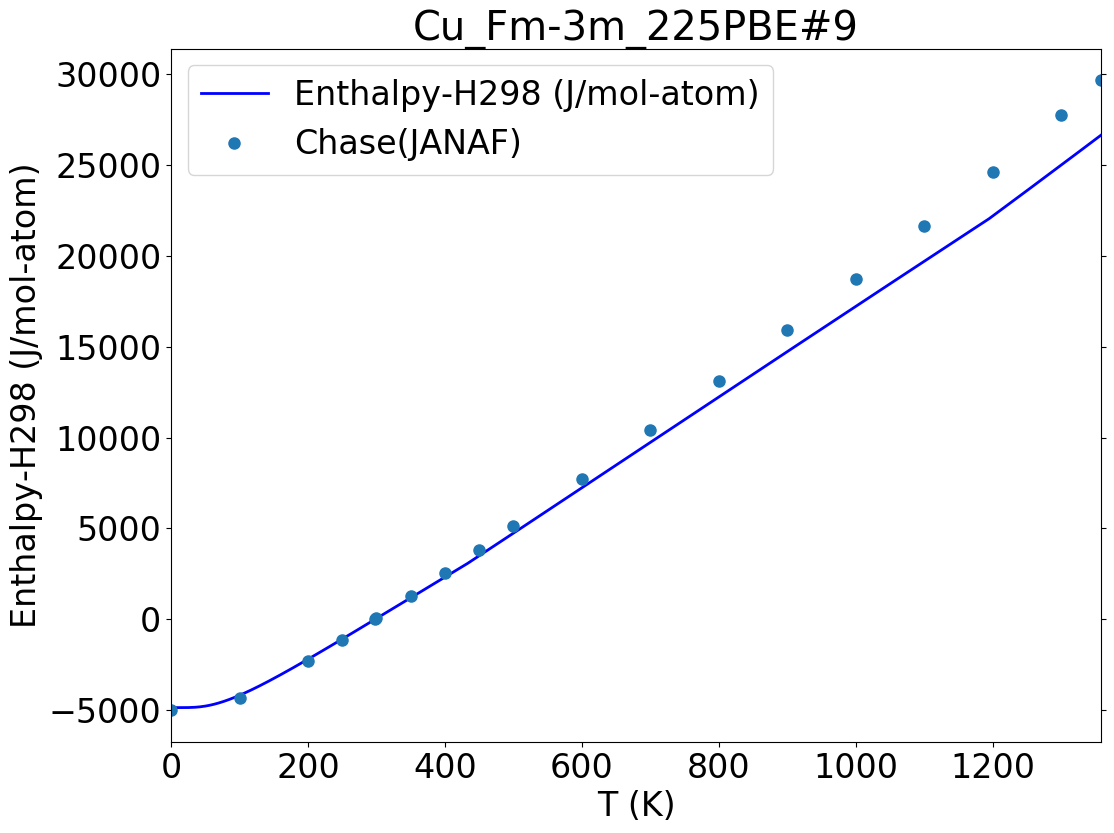 Cu_Fm-3m_225PBE#9
Enthalpy-H298 (J/mol-atom)
Chase(JANAF)
Enthalpy-H298 (J/mol-atom)
30000
25000
20000
15000
10000
5000
0
−5000
0 200 400 600 800 1000 1200
T (K)